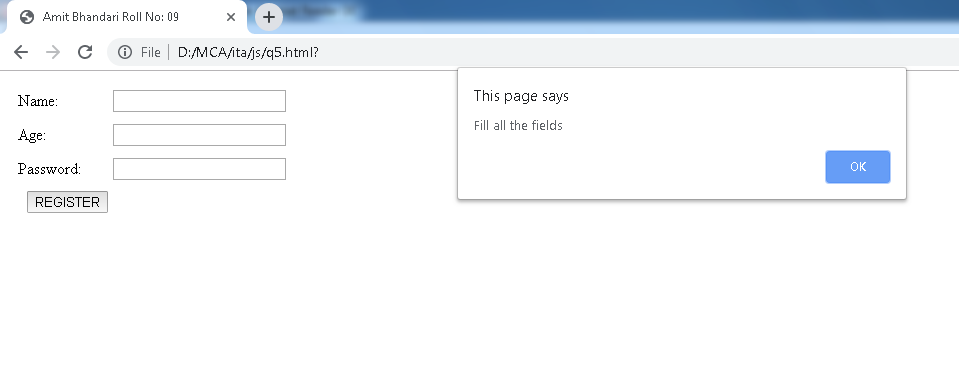 Amit Bhandari Roll No: 09
File D:/MCA/ita/js/q5.html?
Name:
Age:
Password:
REGISTER
This page says
Fill all the fields
OK